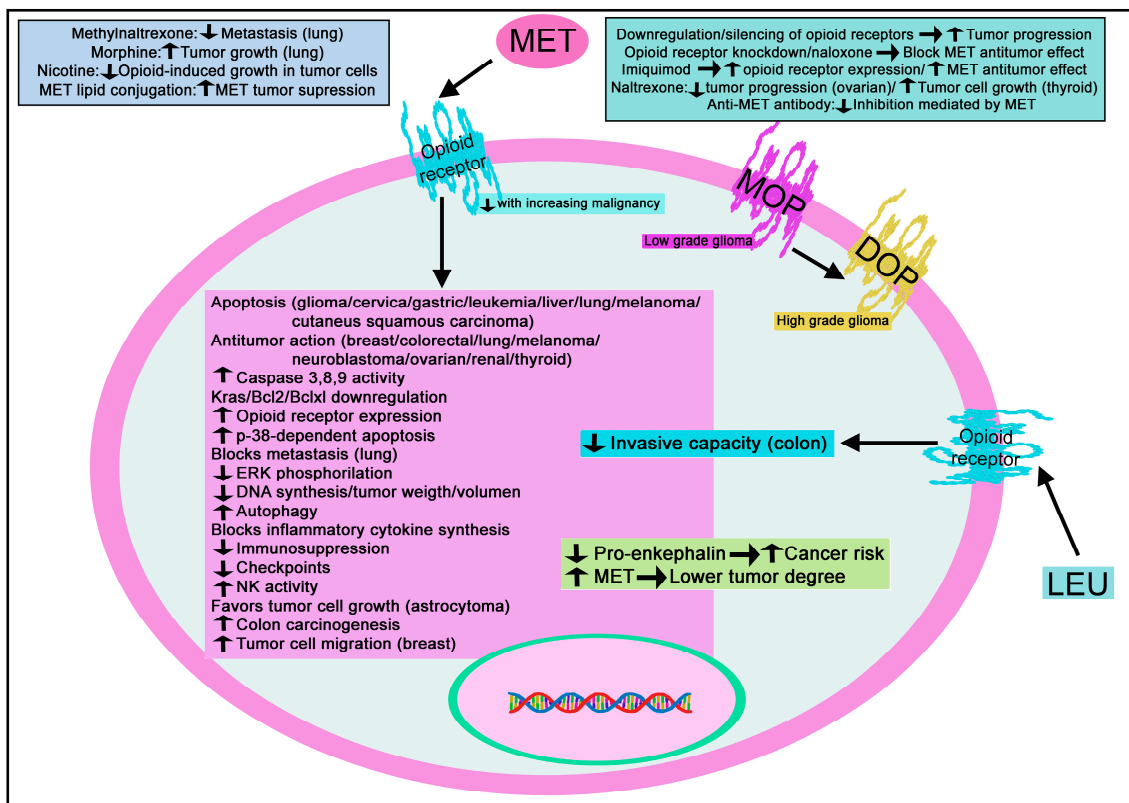 Methylnaltrexone: ↓ Metastasis (lung)
Morphine: ↑ Tumor growth (lung)
Nicotine: ↓ Opioid-induced growth in tumor cells
MET lipid conjugation: ↑ MET tumor supression
MET
Downregulation/silencing of opioid receptors → ↑ Tumor progression
Opioid receptor knockdown/naloxone → Block MET antitumor effect
Imiquimod → ↑ opioid receptor expression/ ↑ MET antitumor effect
Naltrexone: ↓ tumor progression (ovarian)/ ↑ Tumor cell growth (thyroid)
Anti-MET antibody: ↓ Inhibition mediated by MET
Opioid
receptor
↓ with increasing malignancy
MOP
Low grade glioma
DOP
High grade glioma
Apoptosis (glioma/cervica/gastric/leukemia/liver/lung/melanoma/
cutaneus squamous carcinoma)
Antitumor action (breast/colorectal/lung/melanoma/
neuroblastoma/ovarian/renal/thyroid)
↑ Caspase 3,8,9 activity
Kras/Bcl2/Bclxl downregulation
↑ Opioid receptor expression
↑ p-38-dependent apoptosis
Blocks metastasis (lung)
↓ ERK phosphorilation
↓ DNA synthesis/tumor weigth/volumen
↑ Autophagy
Blocks inflammatory cytokine synthesis
↓ Immunosuppression
↓ Checkpoints
↑ NK activity
Favors tumor cell growth (astrocytoma)
↑ Colon carcinogenesis
↑ Tumor cell migration (breast)
↓ Invasive capacity (colon)
Opioid
receptor
↓ Pro-enkephalin → ↑ Cancer risk
↑ MET → Lower tumor degree
LEU